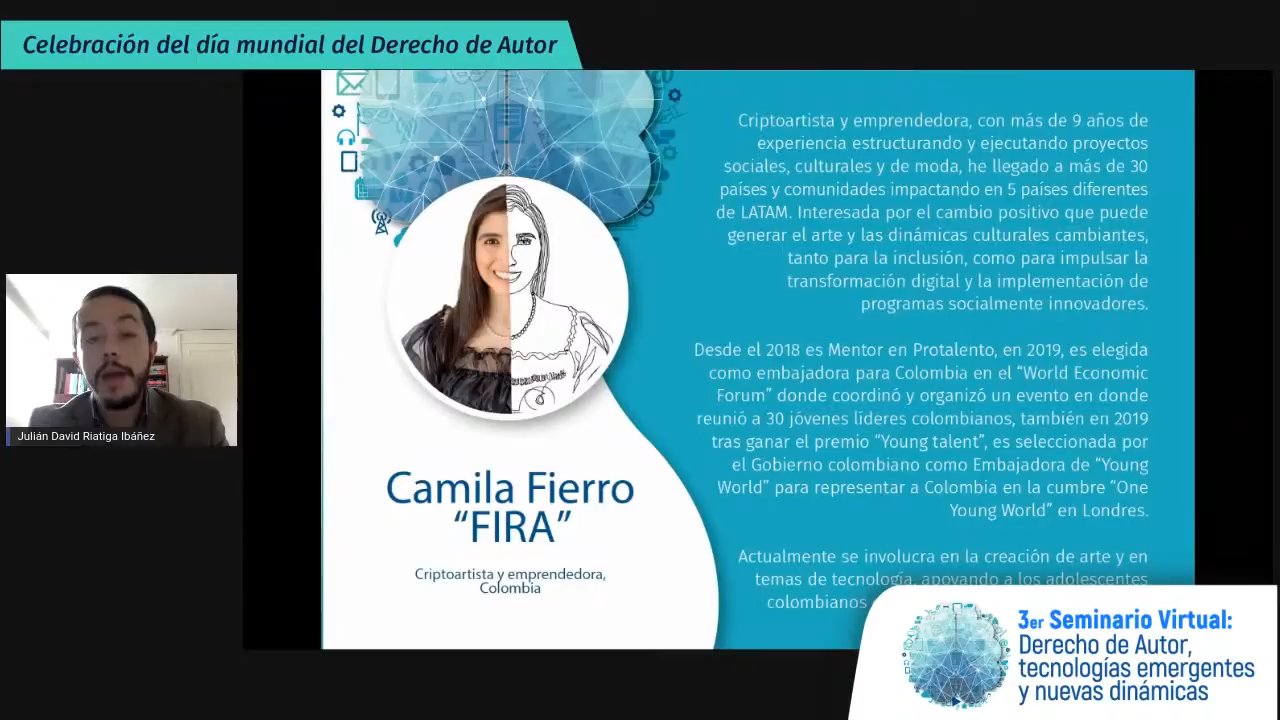 Celebración del día mundial del Derecho de Autor
Criptoartista y emprendedora, con más de 9 años de
experiencia estructurando y ejecutando proyectos
sociales, culturales y de moda, he llegado a más de 30
países y comunidades impactando en 5 países diferentes
de LATAM. Interesada por el cambio positivo que puede
generar el arte y las dinámicas culturales cambiantes,
tanto para la inclusión, como para impulsar la
transformación digital y la implementación de
programas socialmente innovadores.
Desde el 2018 es Mentor en Protalento, en 2019, es elegida
como embajadora para Colombia en el “World Economic
Forum” donde coordinó y organizó un evento en donde
reunió a 30 jóvenes líderes colombianos, también en 2019
tras ganar el premio “Young talent”, es seleccionada por
el Gobierno colombiano como Embajadora de “Young
World” para representar a Colombia en la cumbre “One
Young World” en Londres.
Actualmente se involucra en la creación de arte y en
temas de tecnología, apoyando a los adolescentes
colombianos
Julián David Riatiga Ibáñez
Camila Fierro
“FIRA”
Criptoartista y emprendedora,
Colombia
3er Seminario Virtual:
Derecho de Autor,
tecnologías emergentes
y nuevas dinámicas